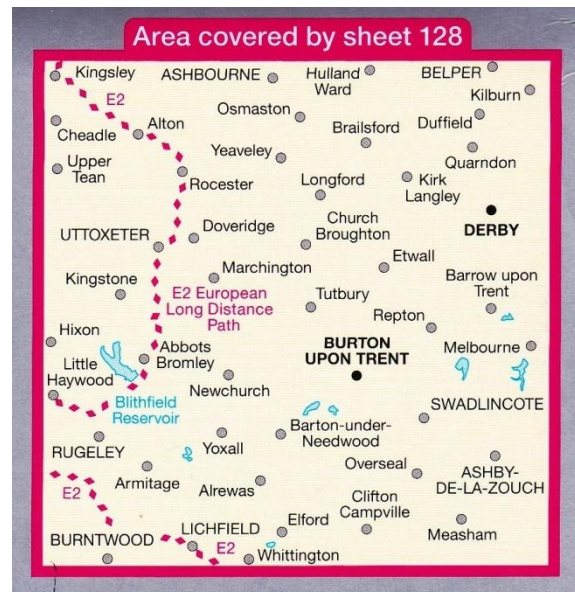 Area covered by sheet 128
Kingsley
ASHBOURNE
Hulland
Ward
BELPER
E2
Kilburn
Osmaston
Cheadle
Alton
Brailsford
Duffield
Upper
Tean
Yeaveley
Quarndon
Rocester
Longford
Kirk
Langley
Doveridge
Church
Broughton
DERBY
UTTOXETER
Etwall
Marchington
Barrow upon
Trent
Kingstone
E2 European
Long Distance
Path
Tutbury
Repton
Hixon
Abbots
Bromley
BURTON
UPON TRENT
Melbourne
Little
Haywood
Newchurch
Blithfield
Reservoir
SWADLINCOTE
Barton-under-
Needwood
RUGELEY
Yoxall
Overseal
ASHBY-
DE-LA-ZOUCH
Armitage
Alrewas
E2
Clifton
Campville
Elford
Measham
BURNTWOOD
LICHFIELD
E2
Whittington